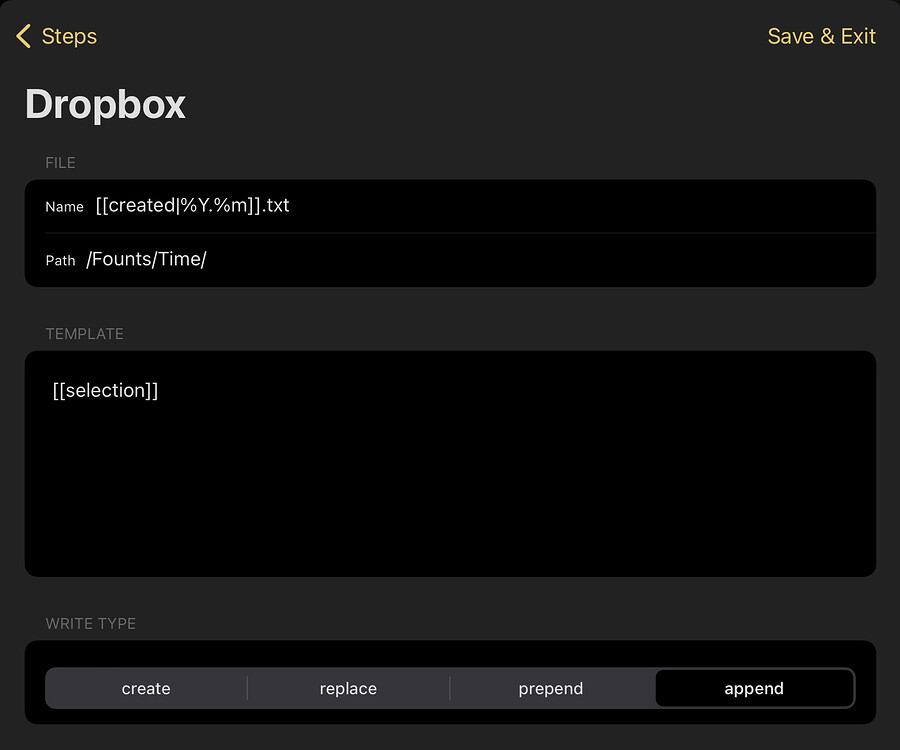 Steps Save & Exit
Dropbox
FILE
Name [[created|%Y.%m]].txt
Path /Founts/Time/
TEMPLATE
[[selection]]
WRITE TYPE
create replace prepend append